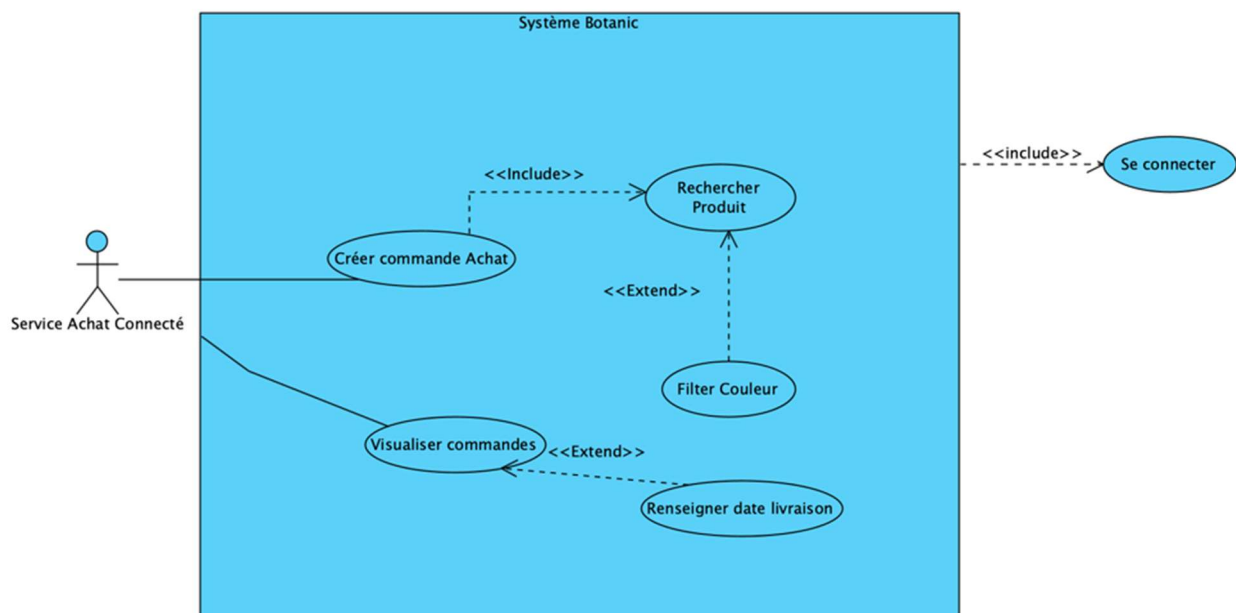 Système Botanic
<<include>>
Se connecter
<<Include>>
Rechercher
Produit
Créer commande Achat
<<Extend>>
Service Achat Connecté
Filter Couleur
Visualiser commandes
<<Extend>>
Renseigner date livraison